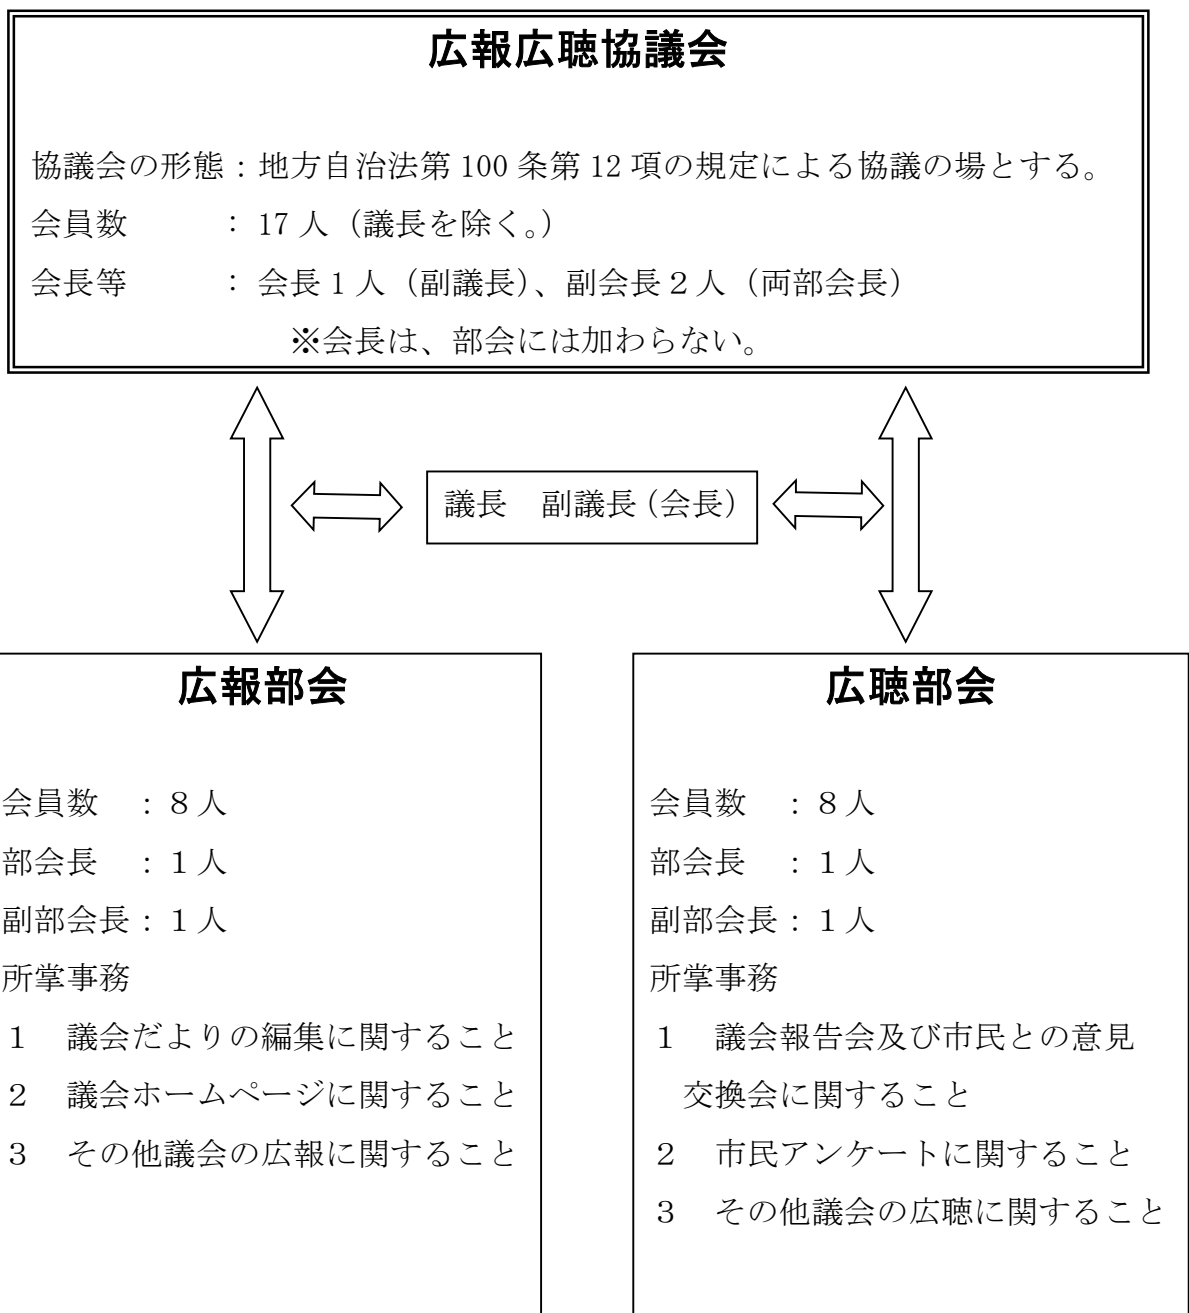 広報広聴協議会
協議会の形態：地方自治法第100条第12項の規定による協議の場とする。
会員数　　　：17人（議長を除く。）
会長等　　　：会長1人（副議長）、副会長２人（両部会長）
※会長は、部会には加わらない。
議長　副議長(会長)
広報部会
会員数　：８人
部会長　：１人
副部会長：１人
所掌事務
１　議会だよりの編集に関すること
２　議会ホームページに関すること
３　その他議会の広報に関すること
広聴部会
会員数　：８人
部会長　：１人
副部会長：１人
所掌事務
１　議会報告会及び市民との意見
交換会に関すること
２　市民アンケートに関すること
３　その他議会の広聴に関すること